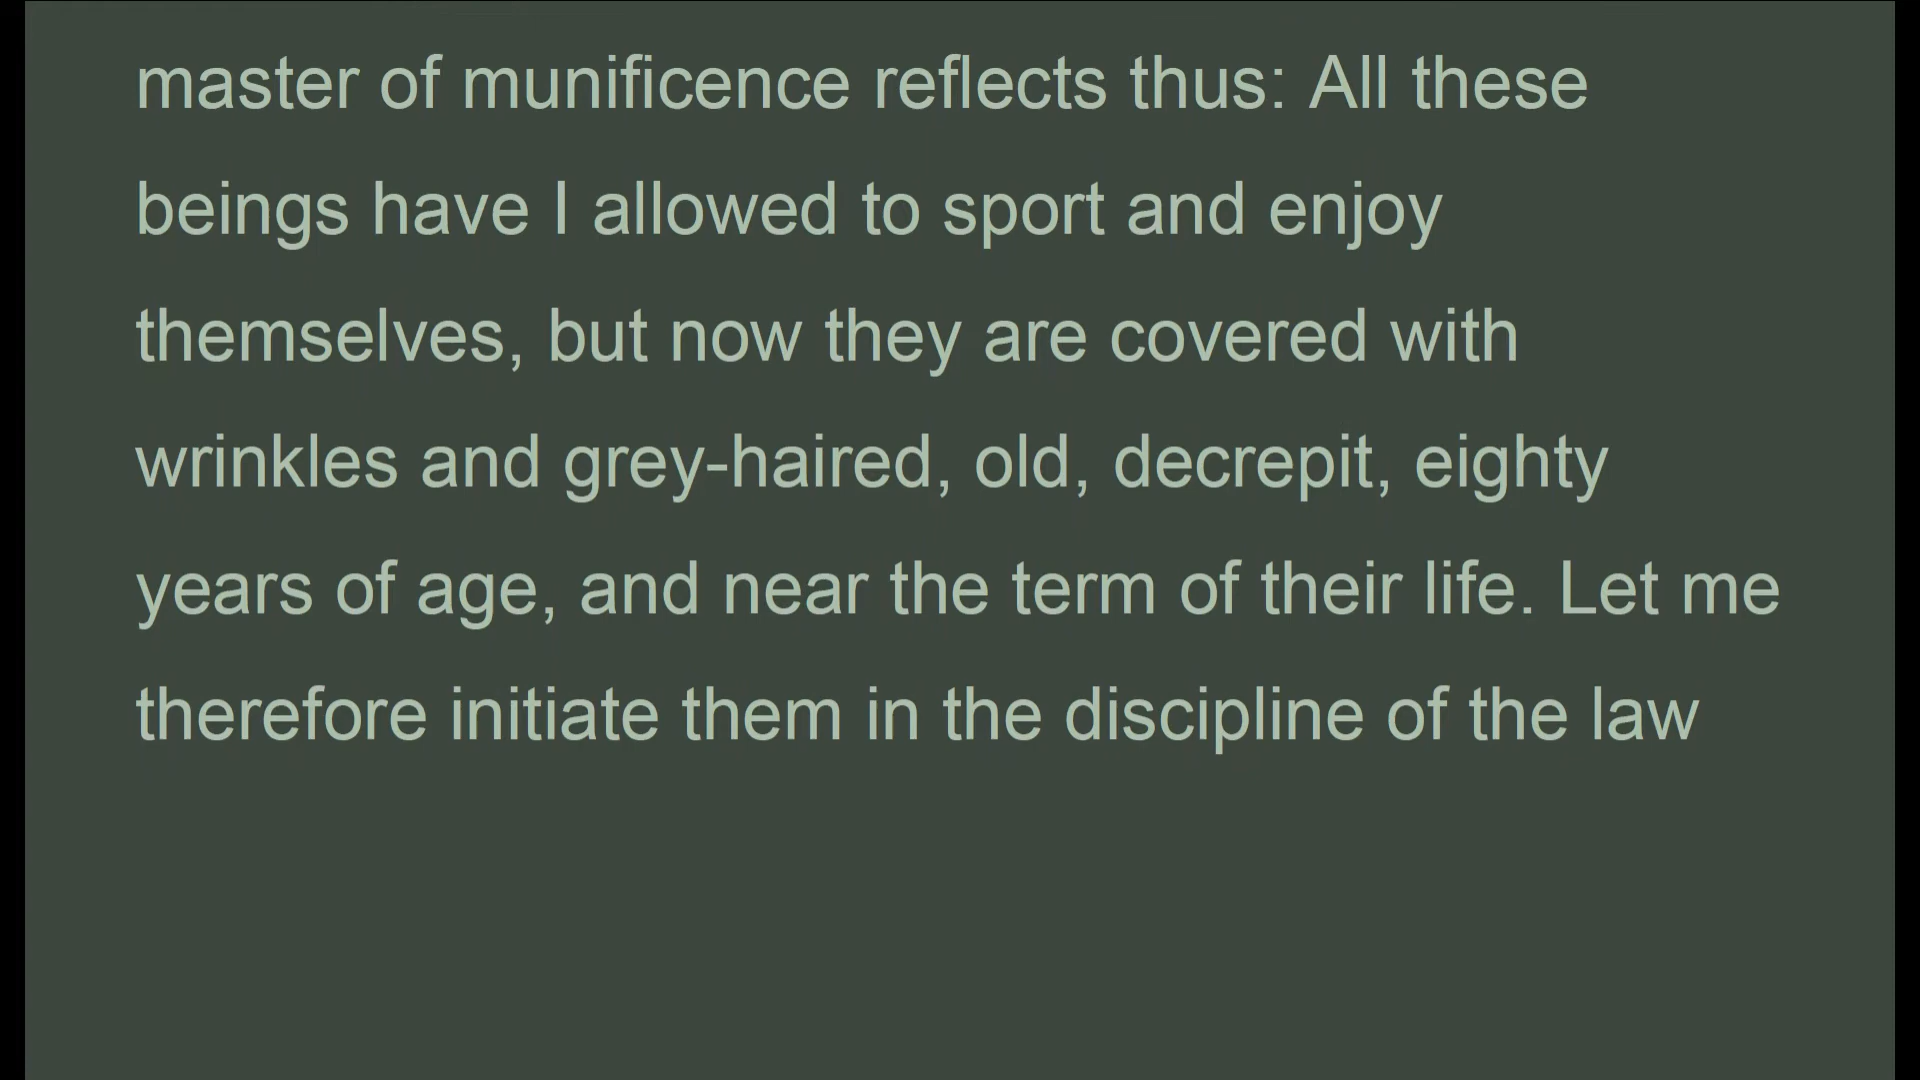 master of munificence reflects thus: All these
beings have I allowed to sport and enjoy
themselves, but now they are covered with
wrinkles and grey-haired, old, decrepit, eighty
years of age, and near the term of their life. Let me
therefore initiate them in the discipline of the law